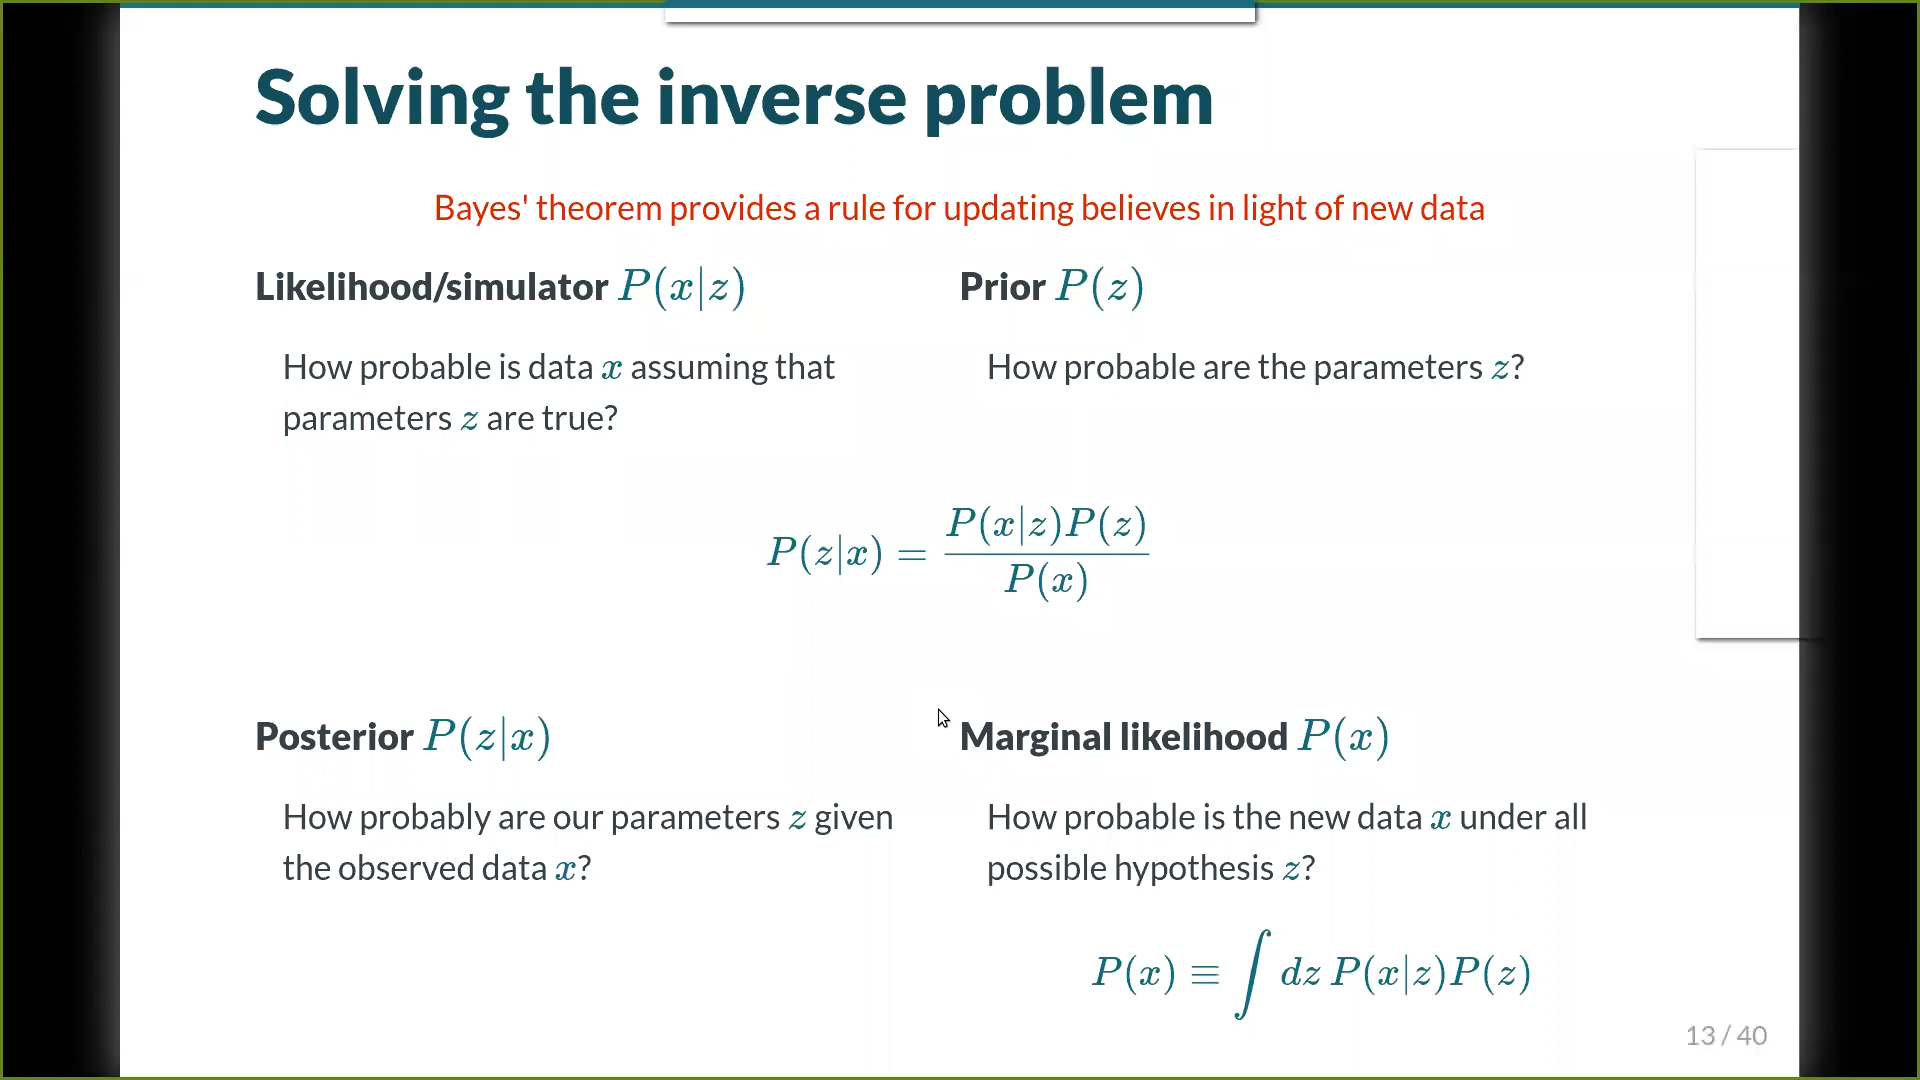 Solving the inverse problem
Bayes' theorem provides a rule for updating believes in light of new data
Likelihood/simulator P(x|z)
How probable is data x assuming that
parameters z are true?
Prior P(z)
How probable are the parameters z?
P(z|x) = P(x|z)P(z) / P(x)
Posterior P(z|x)
How probably are our parameters z given
the observed data x?
Marginal likelihood P(x)
How probable is the new data x under all
possible hypothesis z?
P(x) ≡ ∫ dz P(x|z)P(z)
13 / 40